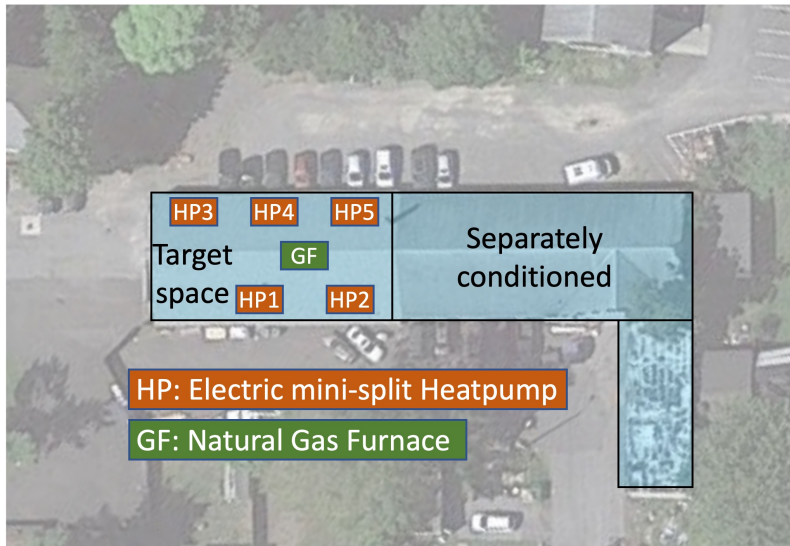 HP3 HP4 HP5
Target
space
GF
HP1 HP2
Separately
conditioned
HP: Electric mini-split Heatpump
GF: Natural Gas Furnace